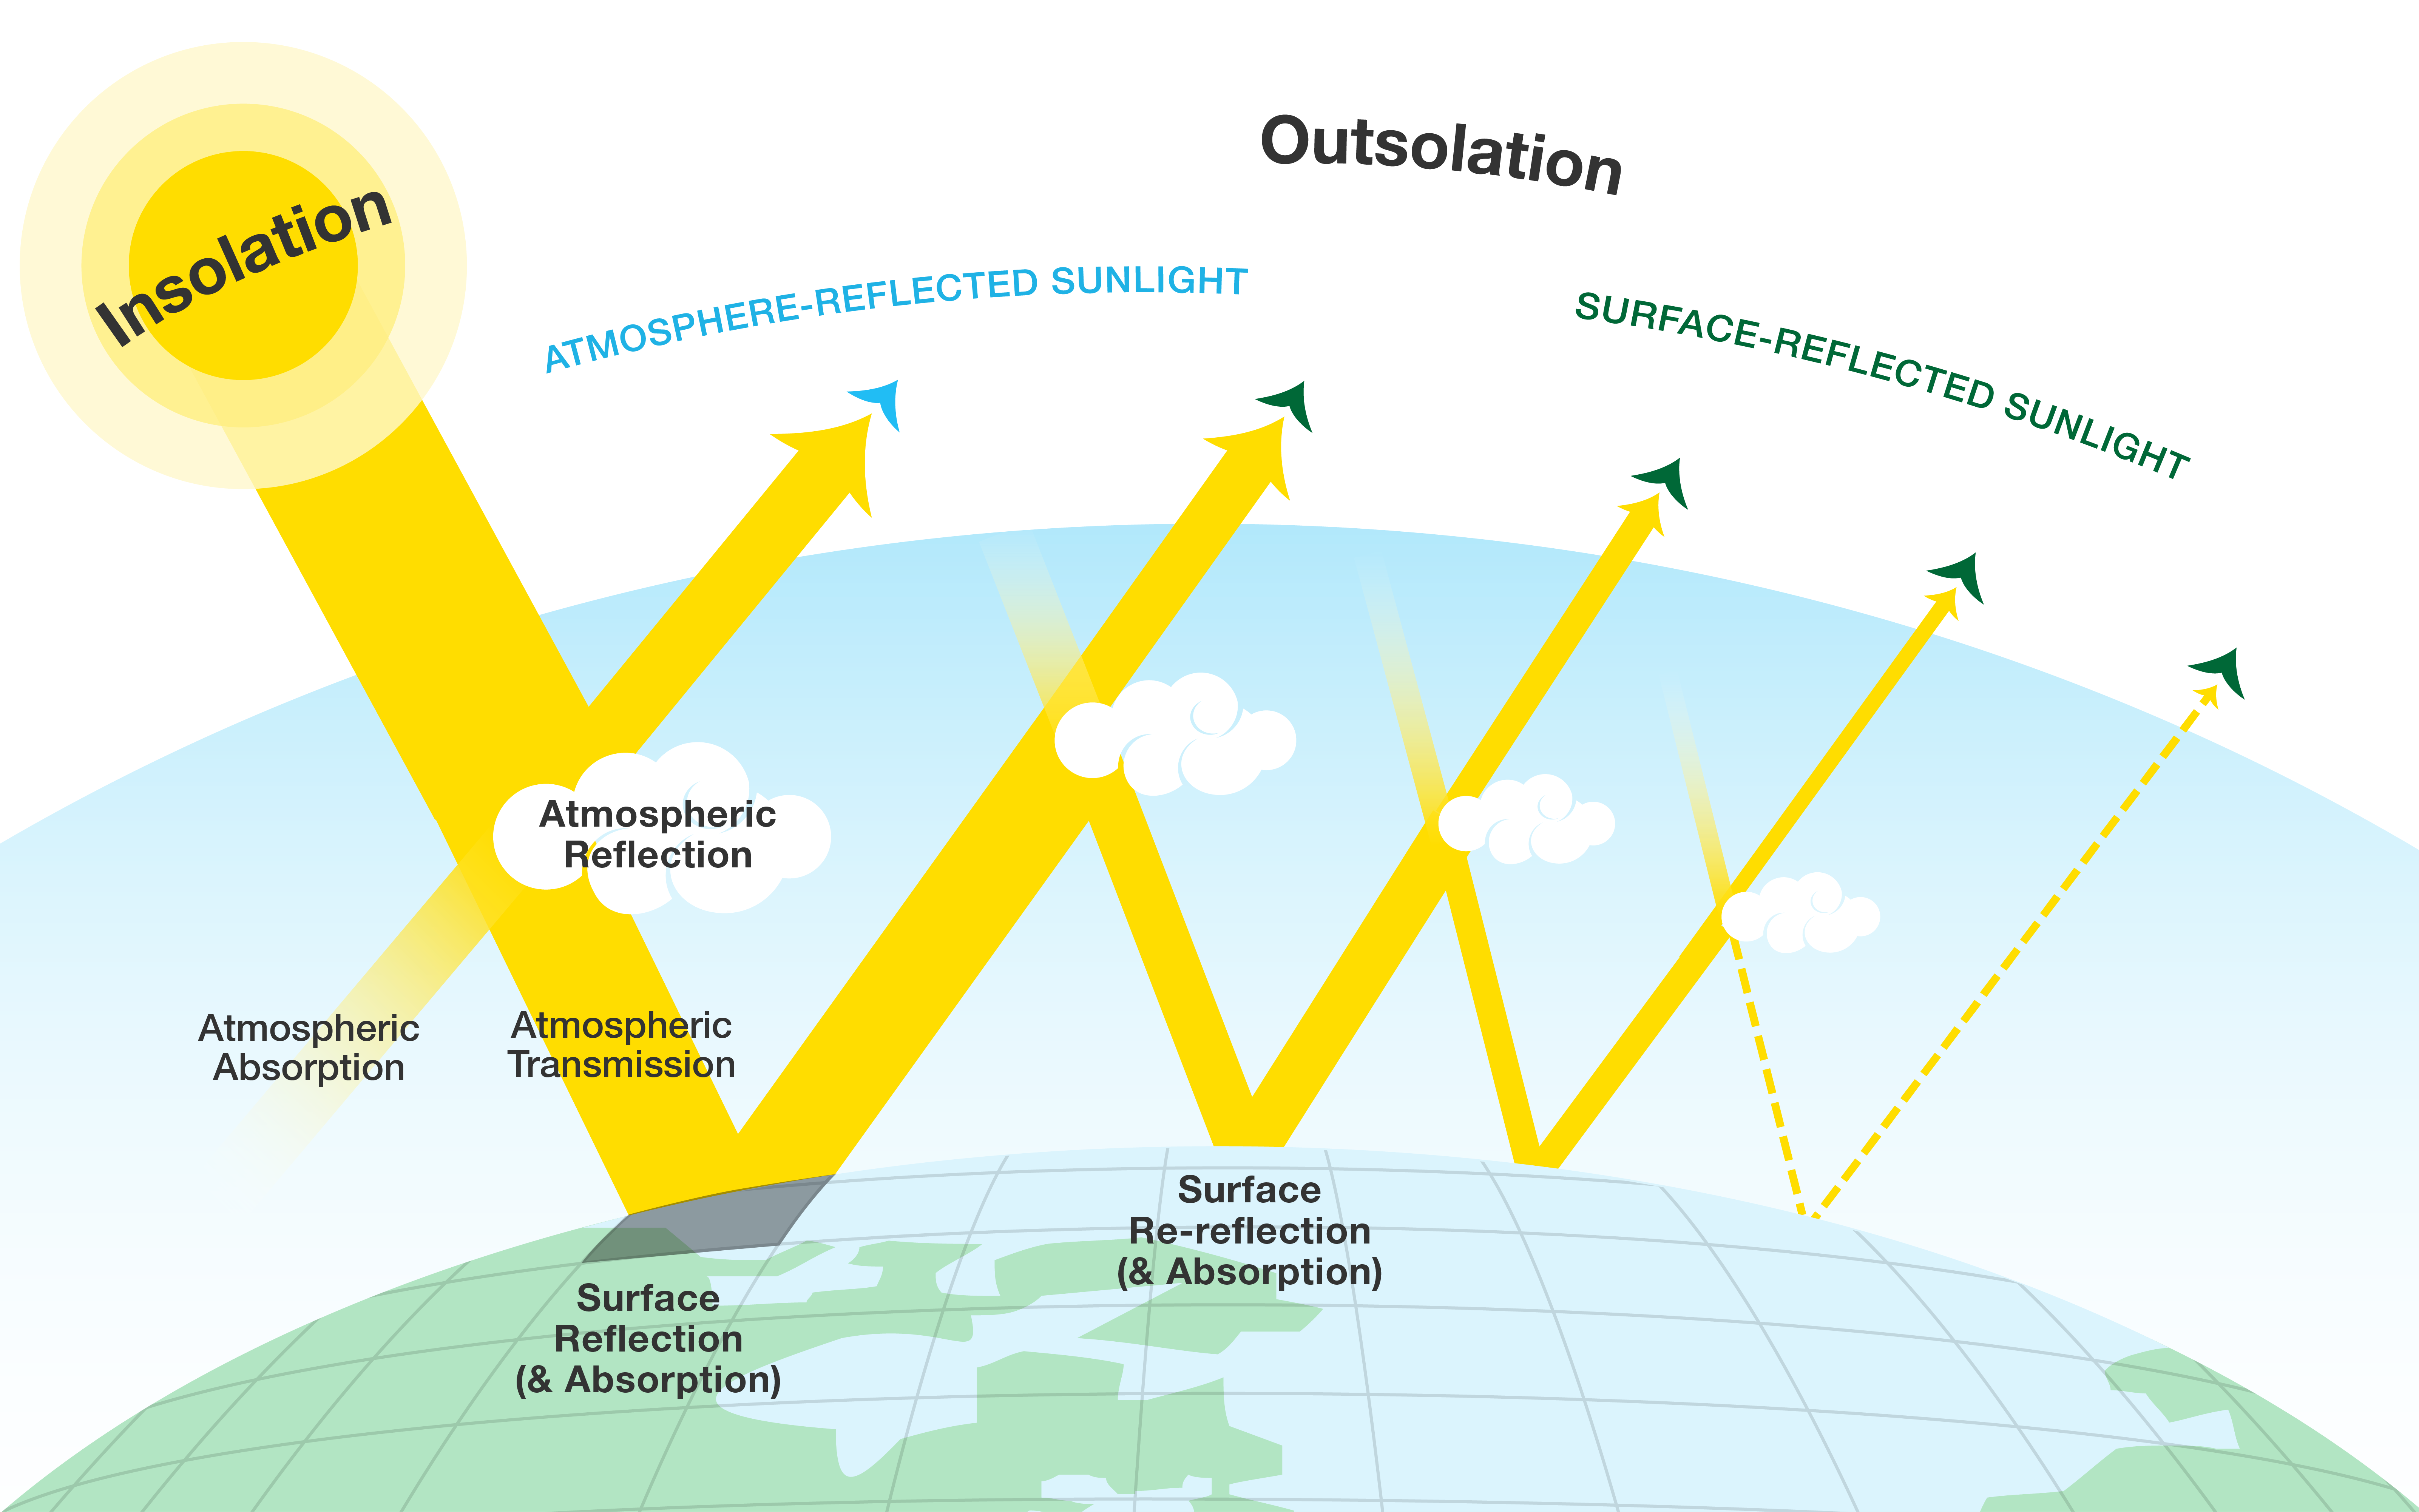 Insolation
Outsolation
ATMOSPHERE-REFLECTED SUNLIGHT
SURFACE-REFLECTED SUNLIGHT
Atmospheric
Reflection
Atmospheric
Absorption
Atmospheric
Transmission
Surface
Reflection
(& Absorption)
Surface
Re-reflection
(& Absorption)